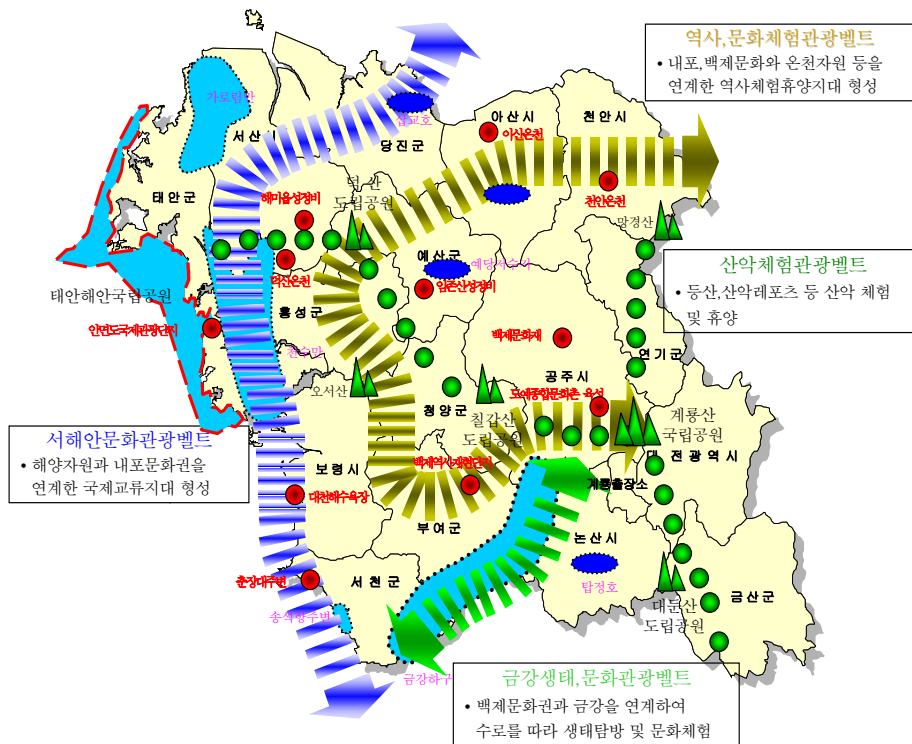 역사,문화체험관광벨트
• 내포,백제문화와 온천자원 등을
연계한 역사체험휴양지대 형성
가로림만
서산시
삽교호
당진군
아산시
아산온천
천안시
천안온천
태안군
해미읍성정비
덕 산
도립공원
망경산
예산군
예당저수지
덕산온천
임존산성정비
산악체험관광벨트
• 등산,산악레포츠 등 산악 체험
및 휴양
태안해안국립공원
안면도국제관광단지
홍성군
천수만
백제문화재
연기군
오서산
청양군
칠갑산
도립공원
공주시
도예종합문화촌 육성
계룡산
국립공원
대전광역시
서해안문화관광벨트
• 해양자원과 내포문화권을
연계한 국제교류지대 형성
보령시
백제역사재현단지
계룡출장소
대천해수욕장
부여군
논산시
탑정호
춘장대주변
서천군
송석항주변
대둔산
도립공원
금산군
금강하구
금강생태,문화관광벨트
• 백제문화권과 금강을 연계하여
수로를 따라 생태탐방 및 문화체험